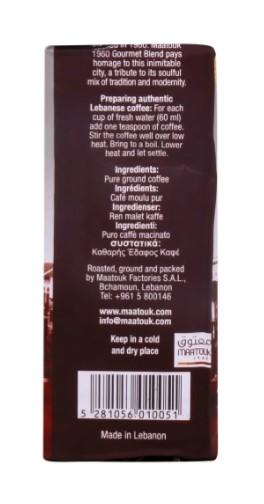 in 1960. Maatouk
1960 Gourmet Blend pays
homage to this inimitable
city, a tribute to its soulful
mix of tradition and modernity.
Preparing authentic
Lebanese coffee: For each
cup of fresh water (60 ml)
add one teaspoon of coffee.
Stir the coffee well over low
heat. Bring to a boil. Lower
heat and let settle.
Ingredients:
Pure ground coffee
Ingrédients:
Café moulu pur
Ingredienser:
Ren malet kaffe
Ingredienti:
Puro caffè macinato
συστατικά:
Καθαρής Έδαφος Καφέ
Roasted, ground and packed
by Maatouk Factories S.A.L.,
Bchamoun, Lebanon
Tel: +961 5 800146
www.maatouk.com
info@maatouk.com
Keep in a cold
and dry place
معتوق
MAATOUK
5 281056 010051
Made in Lebanon